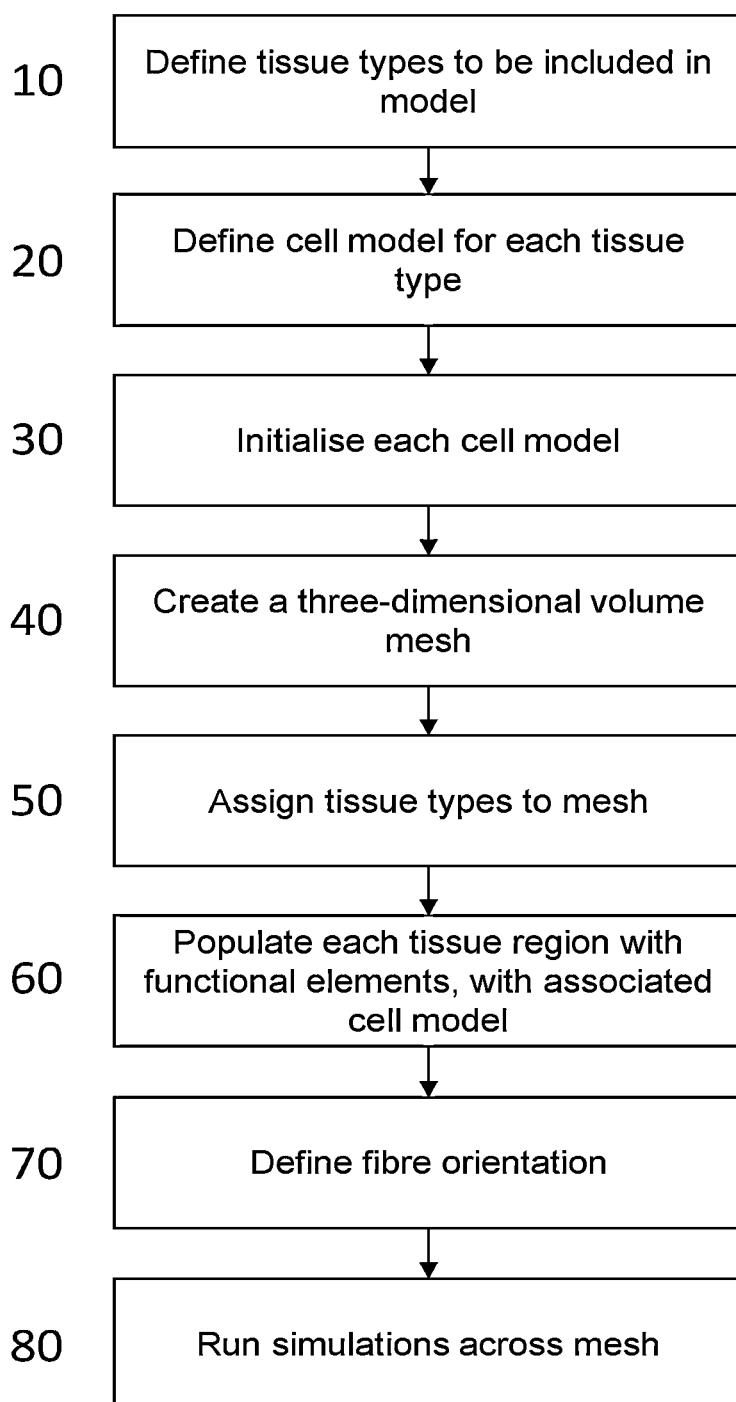 10
Define tissue types to be included in
model
20
Define cell model for each tissue
type
30
Initialise each cell model
40
Create a three-dimensional volume
mesh
50
Assign tissue types to mesh
60
Populate each tissue region with
functional elements, with associated
cell model
70
Define fibre orientation
80
Run simulations across mesh